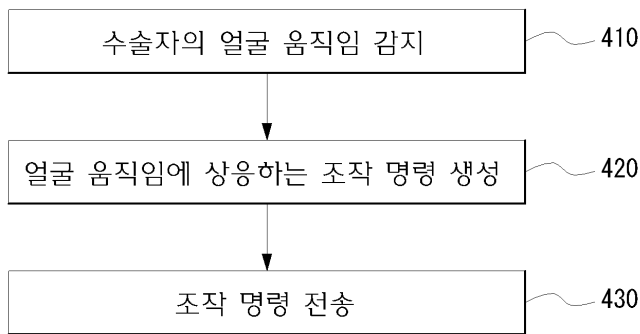 수술자의 얼굴 움직임 감지 410
얼굴 움직임에 상응하는 조작 명령 생성 420
조작 명령 전송 430